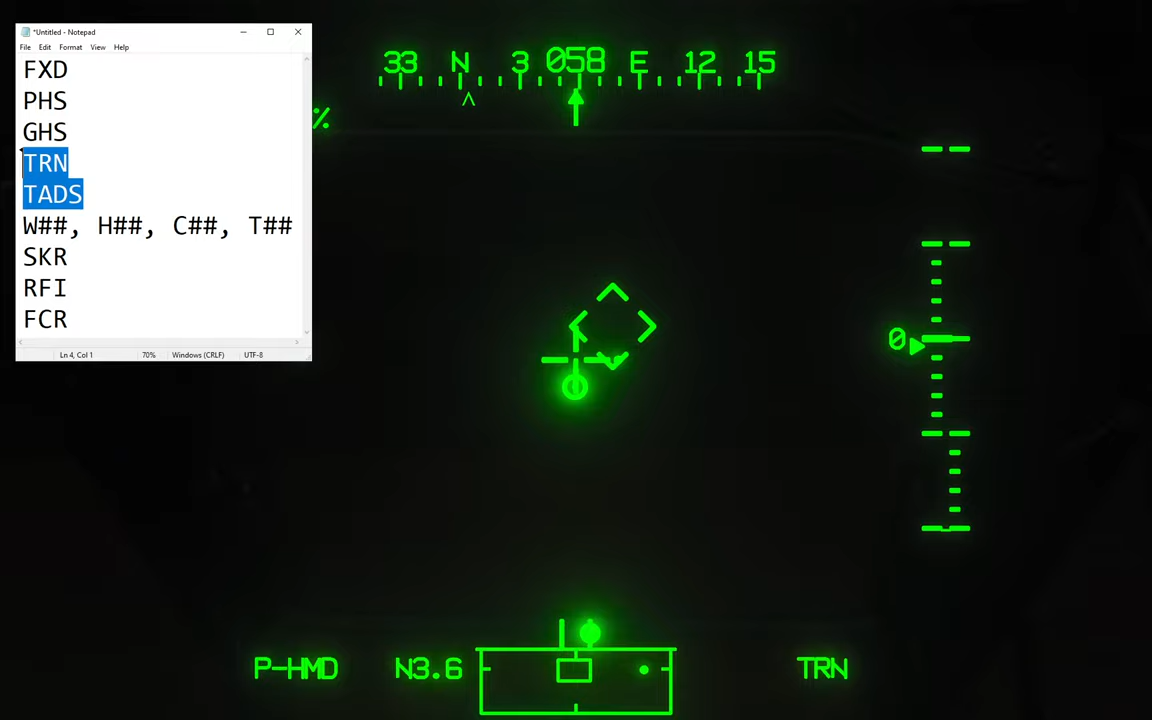 *Untitled - Notepad
File Edit Format View Help
FXD
PHS
GHS
TRN
TADS
W##, H##, C##, T##
SKR
RFI
FCR
Ln 4, Col 1 70% Windows (CRLF) UTF-8
33 N 3 058 E 12 15
%
0
P-HMD N3.6 TRN